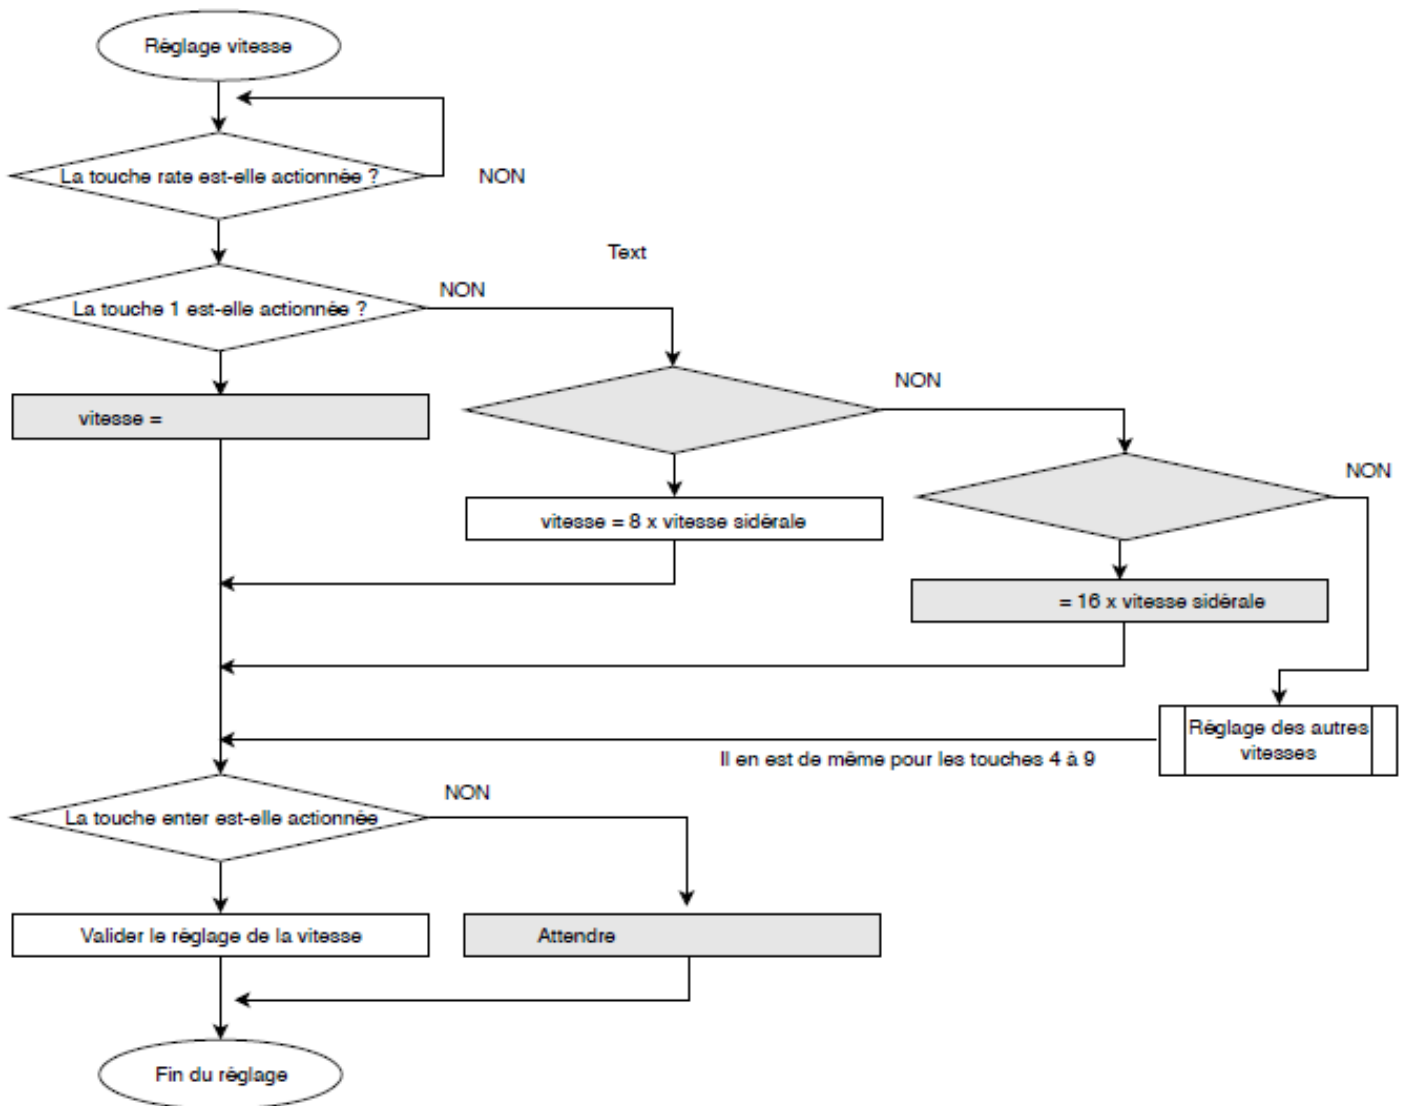 Réglage vitesse
La touche rate est-elle actionnée ?
NON
Text
La touche 1 est-elle actionnée ?
NON
vitesse =
NON
vitesse = 8 x vitesse sidérale
NON
= 16 x vitesse sidérale
Réglage des autres
vitesses
Il en est de même pour les touches 4 à 9
La touche enter est-elle actionnée
NON
Valider le réglage de la vitesse
Attendre
Fin du réglage